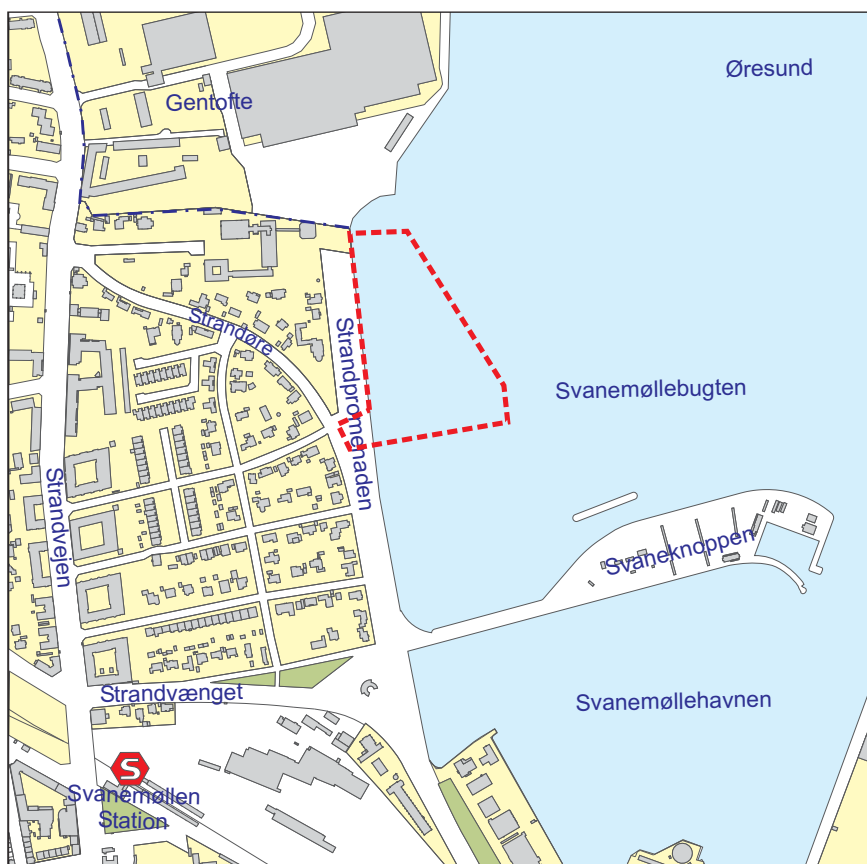 Øresund
Gentofte
Strandøre
Strandpromenaden
Svanemøllebugten
Strandvejen
Svaneknoppen
Strandvænget
Svanemøllehavnen
S
Svanemøllen
Station